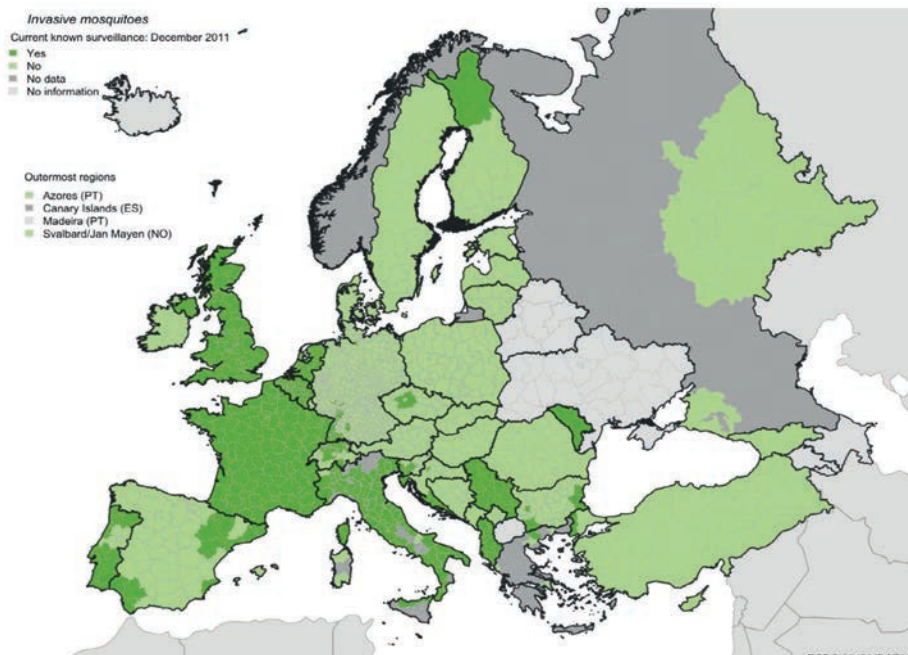 Invasive mosquitoes
Current known surveillance: December 2011
Yes
No
No data
No information
Outermost regions
Azores (PT)
Canary Islands (ES)
Madeira (PT)
Svalbard/Jan Mayen (NO)